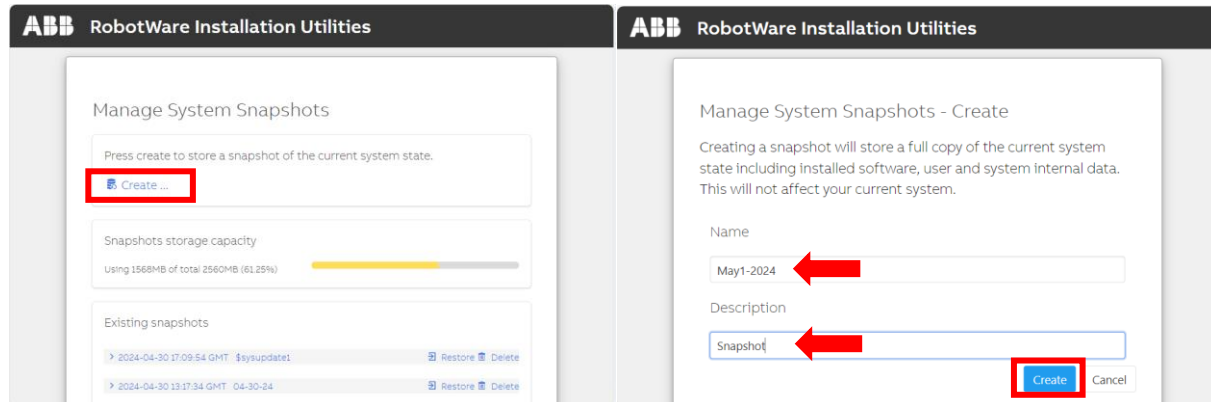 ABB RobotWare Installation Utilities
Manage System Snapshots
Press create to store a snapshot of the current system state.
Create ...
Snapshots storage capacity
Using 1568MB of total 2560MB (61.25%)
Existing snapshots
> 2024-04-30 17:09:54 GMT $sysupdate1 Restore Delete
> 2024-04-30 13:17:34 GMT 04-30-24 Restore Delete
ABB RobotWare Installation Utilities
Manage System Snapshots - Create
Creating a snapshot will store a full copy of the current system
state including installed software, user and system internal data.
This will not affect your current system.
Name
May1-2024
Description
Snapshot
Create Cancel